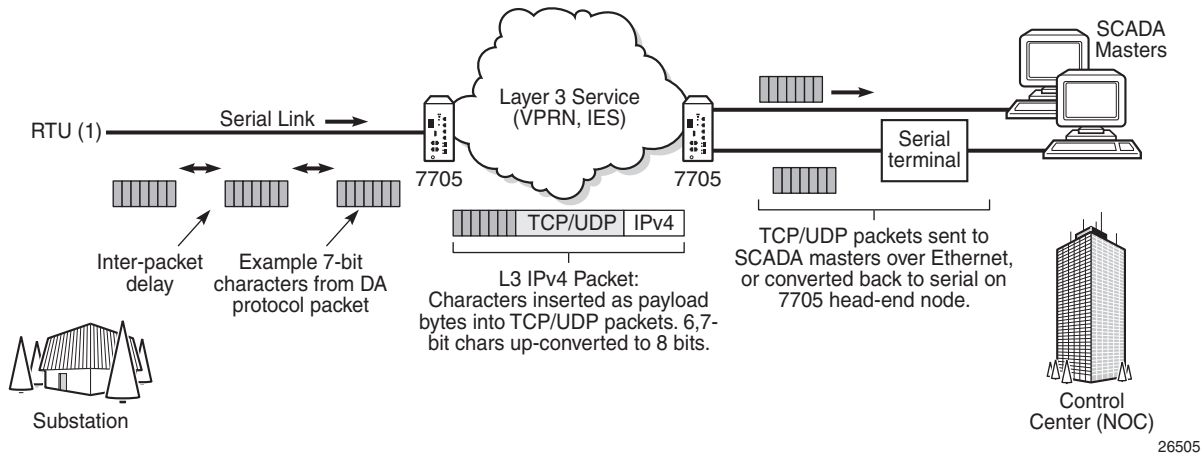 SCADA
Masters
Layer 3 Service
(VPRN, IES)
RTU (1)
Serial Link
Serial
terminal
7705
7705
TCP/UDP
IPv4
Inter-packet
delay
Example 7-bit
characters from DA
protocol packet
L3 IPv4 Packet:
Characters inserted as payload
bytes into TCP/UDP packets. 6,7-
bit chars up-converted to 8 bits.
TCP/UDP packets sent to
SCADA masters over Ethernet,
or converted back to serial on
7705 head-end node.
Substation
Control
Center (NOC)
26505